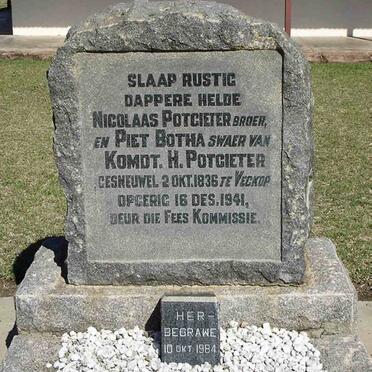 SLAAP RUSTIG
DAPPERE HELDE
NICOLAAS POTGIETER BROER,
EN PIET BOTHA SWAER VAN
KOMDT. H. POTGIETER
GESNEUWEL 2 OKT.1836 TE VEGKOP
OPGERIG 16 DES.1941,
DEUR DIE FEES KOMMISSIE.
HER-
BEGRAWE
10 OKT 1984